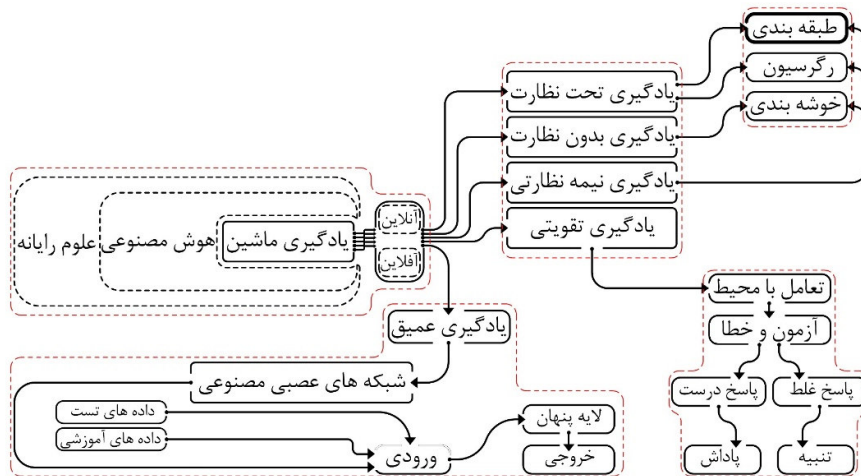 طبقه بندی
رگرسیون
خوشه بندی
یادگیری تحت نظارت
یادگیری بدون نظارت
یادگیری نیمه نظارتی
یادگیری تقویتی
آنلاین
آفلاین
یادگیری ماشین
هوش مصنوعی
علوم رایانه
تعامل با محیط
آزمون و خطا
پاسخ غلط
پاسخ درست
تنبیه
پاداش
یادگیری عمیق
شبکه های عصبی مصنوعی
داده های تست
داده های آموزشی
ورودی
لایه پنهان
خروجی